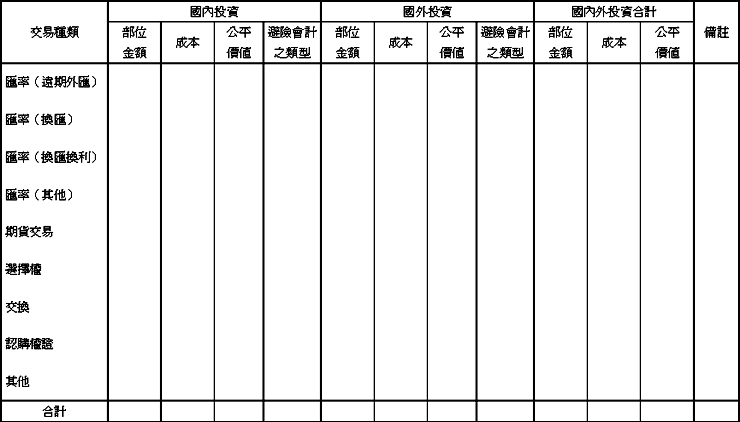 交易種類 國內投資 國外投資 國內外投資合計 備註
部位金額 成本 公平價值 避險會計之類型 部位金額 成本 公平價值 避險會計之類型 部位金額 成本 公平價值
匯率（遠期外匯）
匯率（換匯）
匯率（換匯換利）
匯率（其他）
期貨交易
選擇權
交換
認購權證
其他
合計